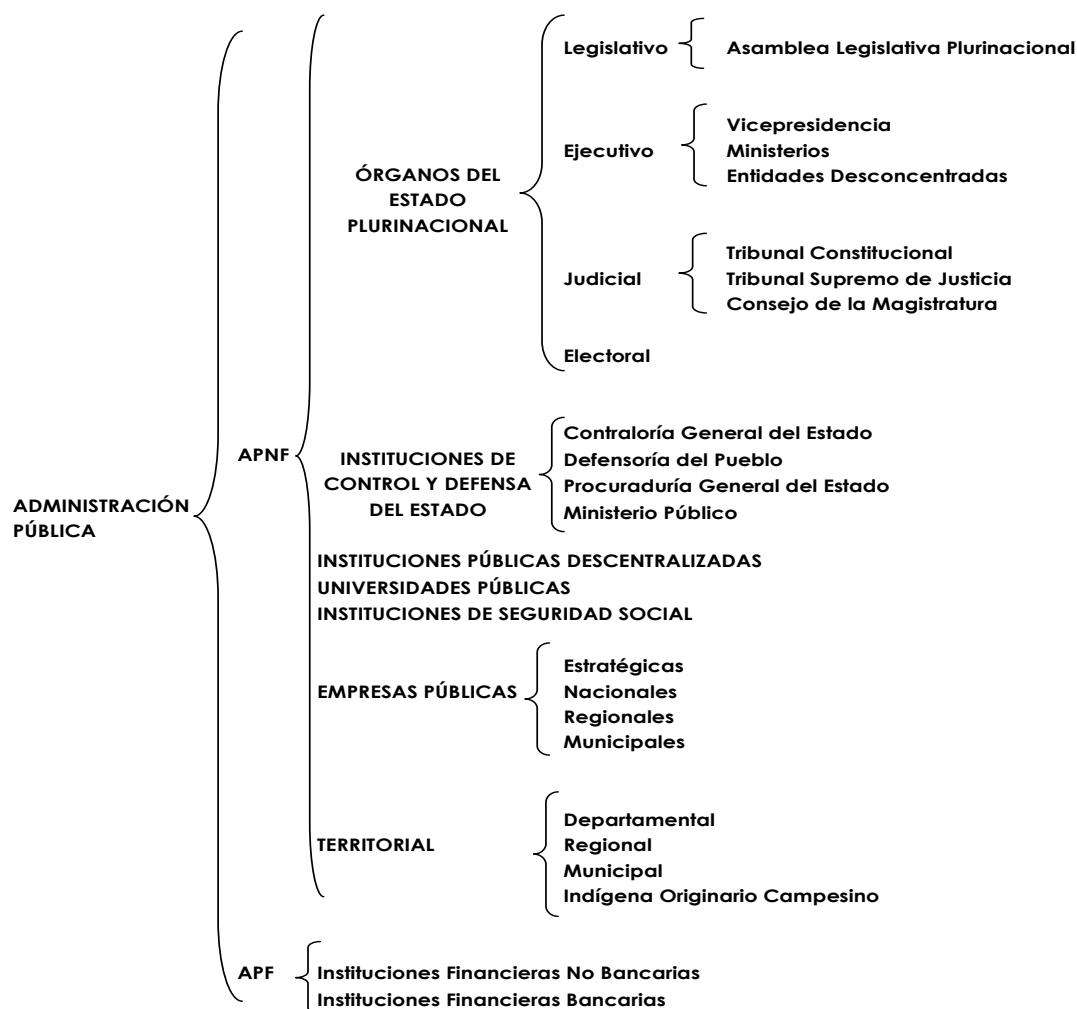 ADMINISTRACIÓN
PÚBLICA
APNF
ÓRGANOS DEL
ESTADO
PLURINACIONAL
Legislativo
Asamblea Legislativa Plurinacional
Ejecutivo
Vicepresidencia
Ministerios
Entidades Desconcentradas
Judicial
Tribunal Constitucional
Tribunal Supremo de Justicia
Consejo de la Magistratura
Electoral
INSTITUCIONES DE
CONTROL Y DEFENSA
DEL ESTADO
Contraloría General del Estado
Defensoría del Pueblo
Procuraduría General del Estado
Ministerio Público
INSTITUCIONES PÚBLICAS DESCENTRALIZADAS
UNIVERSIDADES PÚBLICAS
INSTITUCIONES DE SEGURIDAD SOCIAL
EMPRESAS PÚBLICAS
Estratégicas
Nacionales
Regionales
Municipales
TERRITORIAL
Departamental
Regional
Municipal
Indígena Originario Campesino
APF
Instituciones Financieras No Bancarias
Instituciones Financieras Bancarias